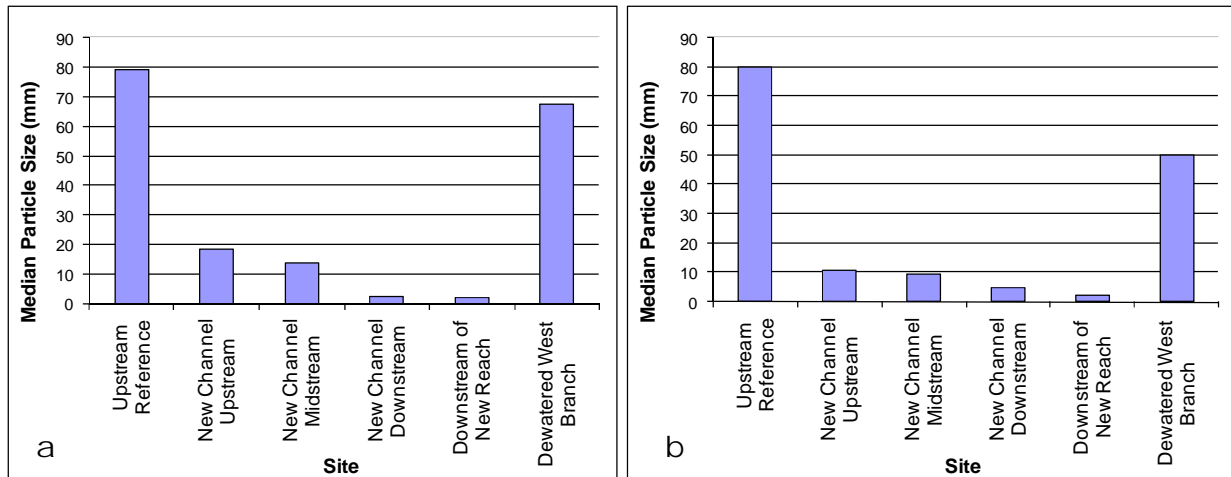 Median Particle Size (mm)
90
80
70
60
50
40
30
20
10
0
Upstream
Reference
New Channel
Upstream
New Channel
Midstream
New Channel
Downstream
Downstream of
New Reach
Dewatered West
Branch
Site
a
Median Particle Size (mm)
90
80
70
60
50
40
30
20
10
0
Upstream
Reference
New Channel
Upstream
New Channel
Midstream
New Channel
Downstream
Downstream of
New Reach
Dewatered West
Branch
Site
b